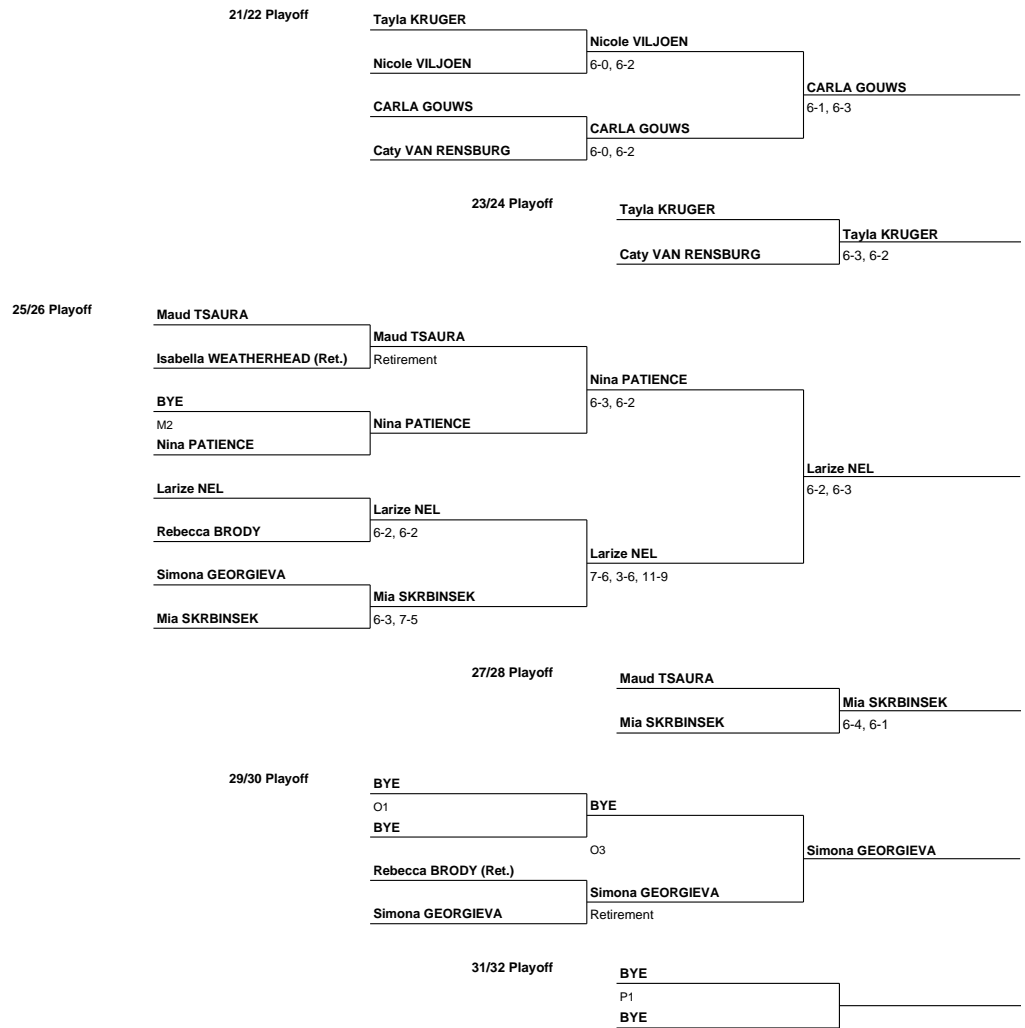 21/22 Playoff
Tayla KRUGER
Nicole VILJOEN
Nicole VILJOEN
6-0, 6-2
CARLA GOUWS
CARLA GOUWS
6-1, 6-3
CARLA GOUWS
Caty VAN RENSBURG
6-0, 6-2
23/24 Playoff
Tayla KRUGER
Tayla KRUGER
Caty VAN RENSBURG
6-3, 6-2
25/26 Playoff
Maud TSAURA
Maud TSAURA
Isabella WEATHERHEAD (Ret.)
Retirement
Nina PATIENCE
BYE
6-3, 6-2
M2
Nina PATIENCE
Nina PATIENCE
Larize NEL
Larize NEL
6-2, 6-3
Larize NEL
Rebecca BRODY
6-2, 6-2
Larize NEL
Simona GEORGIEVA
7-6, 3-6, 11-9
Mia SKRBINSEK
Mia SKRBINSEK
6-3, 7-5
27/28 Playoff
Maud TSAURA
Mia SKRBINSEK
Mia SKRBINSEK
6-4, 6-1
29/30 Playoff
BYE
O1
BYE
BYE
O3
Simona GEORGIEVA
Rebecca BRODY (Ret.)
Simona GEORGIEVA
Simona GEORGIEVA
Retirement
31/32 Playoff
BYE
P1
BYE